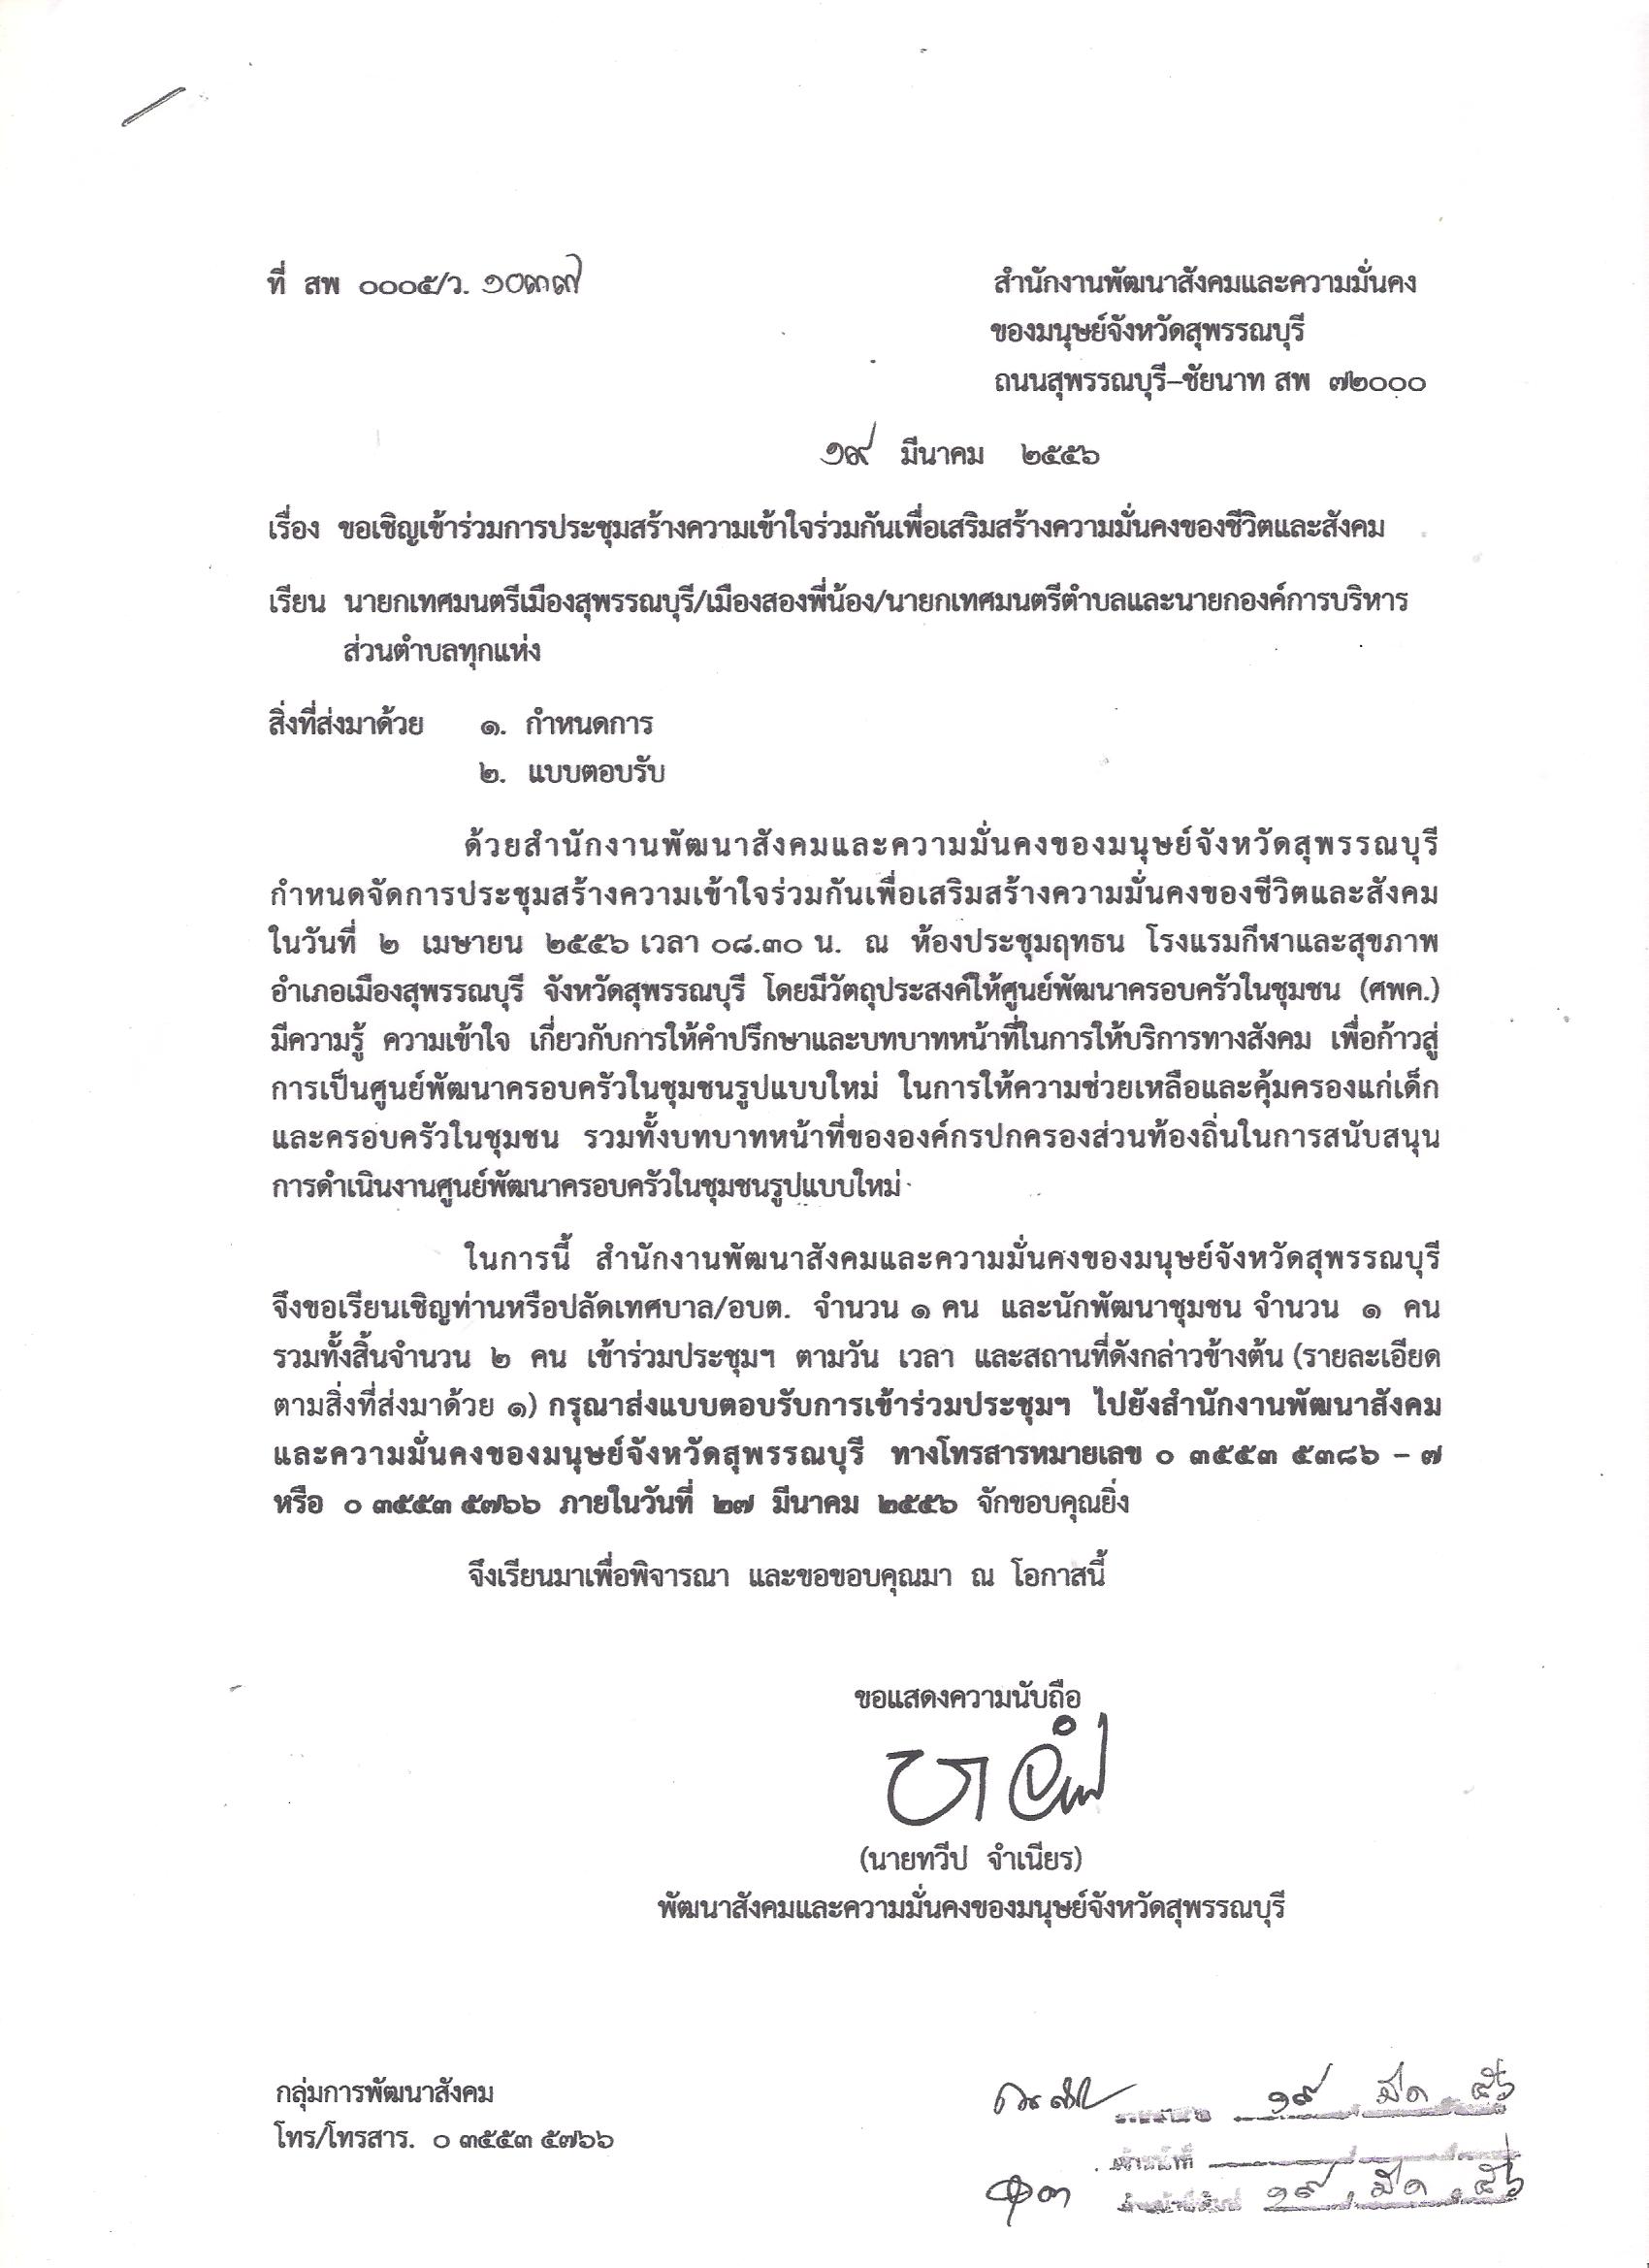 ที่ สพ ๐๐๐๕/ว. ๑๐๓๗
สำนักงานพัฒนาสังคมและความมั่นคง
ของมนุษย์จังหวัดสุพรรณบุรี
ถนนสุพรรณบุรี–ชัยนาท สพ ๗๒๐๐๐
๑๙ มีนาคม ๒๕๕๖
เรื่อง ขอเชิญเข้าร่วมการประชุมสร้างความเข้าใจร่วมกันเพื่อเสริมสร้างความมั่นคงของชีวิตและสังคม
เรียน นายกเทศมนตรีเมืองสุพรรณบุรี/เมืองสองพี่น้อง/นายกเทศมนตรีตำบลและนายกองค์การบริหาร
ส่วนตำบลทุกแห่ง
สิ่งที่ส่งมาด้วย ๑. กำหนดการ
๒. แบบตอบรับ
ด้วยสำนักงานพัฒนาสังคมและความมั่นคงของมนุษย์จังหวัดสุพรรณบุรี
กำหนดจัดการประชุมสร้างความเข้าใจร่วมกันเพื่อเสริมสร้างความมั่นคงของชีวิตและสังคม
ในวันที่ ๒ เมษายน ๒๕๕๖ เวลา ๐๘.๓๐ น. ณ ห้องประชุมฤทธน โรงแรมกีฬาและสุขภาพ
อำเภอเมืองสุพรรณบุรี จังหวัดสุพรรณบุรี โดยมีวัตถุประสงค์ให้ศูนย์พัฒนาครอบครัวในชุมชน (ศพค.)
มีความรู้ ความเข้าใจ เกี่ยวกับการให้คำปรึกษาและบทบาทหน้าที่ในการให้บริการทางสังคม เพื่อก้าวสู่
การเป็นศูนย์พัฒนาครอบครัวในชุมชนรูปแบบใหม่ ในการให้ความช่วยเหลือและคุ้มครองแก่เด็ก
และครอบครัวในชุมชน รวมทั้งบทบาทหน้าที่ขององค์กรปกครองส่วนท้องถิ่นในการสนับสนุน
การดำเนินงานศูนย์พัฒนาครอบครัวในชุมชนรูปแบบใหม่
ในการนี้ สำนักงานพัฒนาสังคมและความมั่นคงของมนุษย์จังหวัดสุพรรณบุรี
จึงขอเรียนเชิญท่านหรือปลัดเทศบาล/อบต. จำนวน ๑ คน และนักพัฒนาชุมชน จำนวน ๑ คน
รวมทั้งสิ้นจำนวน ๒ คน เข้าร่วมประชุมฯ ตามวัน เวลา และสถานที่ดังกล่าวข้างต้น (รายละเอียด
ตามสิ่งที่ส่งมาด้วย ๑) กรุณาส่งแบบตอบรับการเข้าร่วมประชุมฯ ไปยังสำนักงานพัฒนาสังคม
และความมั่นคงของมนุษย์จังหวัดสุพรรณบุรี ทางโทรสารหมายเลข ๐ ๓๕๕๓ ๕๓๘๖ – ๗
หรือ ๐ ๓๕๕๓ ๕๗๖๖ ภายในวันที่ ๒๗ มีนาคม ๒๕๕๖ จักขอบคุณยิ่ง
จึงเรียนมาเพื่อพิจารณา และขอขอบคุณมา ณ โอกาสนี้
ขอแสดงความนับถือ
(นายทวีป จำเนียร)
พัฒนาสังคมและความมั่นคงของมนุษย์จังหวัดสุพรรณบุรี
กลุ่มการพัฒนาสังคม
โทร/โทรสาร. ๐ ๓๕๕๓ ๕๗๖๖
๑๙ มีค ๕๖
๑๙ มีค ๕๖